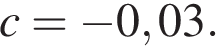 c = −0,03.